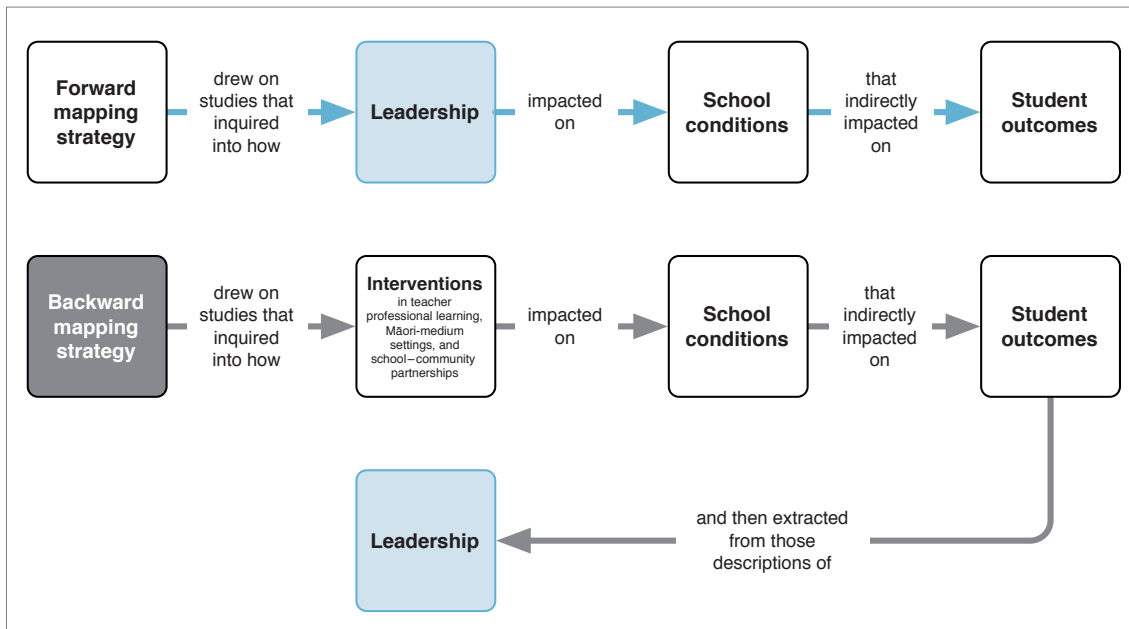 Forward
mapping
strategy
drew on
studies that
inquired
into how
Leadership
impacted
on
School
conditions
that
indirectly
impacted
on
Student
outcomes
Backward
mapping
strategy
drew on
studies that
inquired
into how
Interventions
in teacher
professional learning,
Māori-medium
settings, and
school–community
partnerships
impacted
on
School
conditions
that
indirectly
impacted
on
Student
outcomes
Leadership
and then extracted
from those
descriptions of